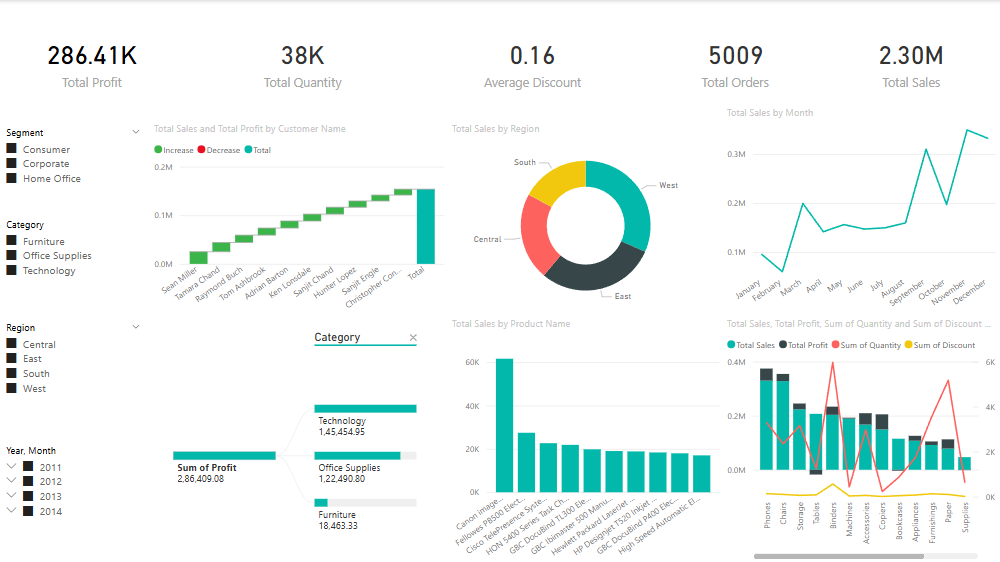 286.41K
Total Profit
38K
Total Quantity
0.16
Average Discount
5009
Total Orders
2.30M
Total Sales
Segment
Consumer
Corporate
Home Office
Category
Furniture
Office Supplies
Technology
Region
Central
East
South
West
Year, Month
2011
2012
2013
2014
Total Sales and Total Profit by Customer Name
Increase Decrease Total
0.2M
0.1M
0.0M
Sean Miller
Tamara Chand
Raymond Buch
Tom Ashbrook
Adrian Barton
Ken Lonsdale
Sanjit Chand
Hunter Lopez
Sanjit Engle
Christopher Con...
Total
Total Sales by Region
South
West
Central
East
Total Sales by Month
0.3M
0.2M
0.1M
January
February
March
April
May
June
July
August
September
October
November
December
Category
Technology
1,45,454.95
Sum of Profit
2,86,409.08
Office Supplies
1,22,490.80
Furniture
18,463.33
Total Sales by Product Name
60K
40K
20K
0K
Canon image...
Fellowes PB500 Elect...
Cisco TelePresence Syste...
HON 5400 Series Task Ch...
GBC DocuBind TL300 Ele...
GBC Ibimaster 500 Manu...
Hewlett Packard LaserJet ...
HP Designjet T520 Inkjet ...
GBC DocuBind P400 Elec...
High Speed Automatic El...
Total Sales, Total Profit, Sum of Quantity and Sum of Discount ...
Total Sales Total Profit Sum of Quantity Sum of Discount
0.4M
0.2M
0.0M
6K
4K
2K
0K
Phones
Chairs
Storage
Tables
Binders
Machines
Accessories
Copiers
Bookcases
Appliances
Furnishings
Paper
Supplies